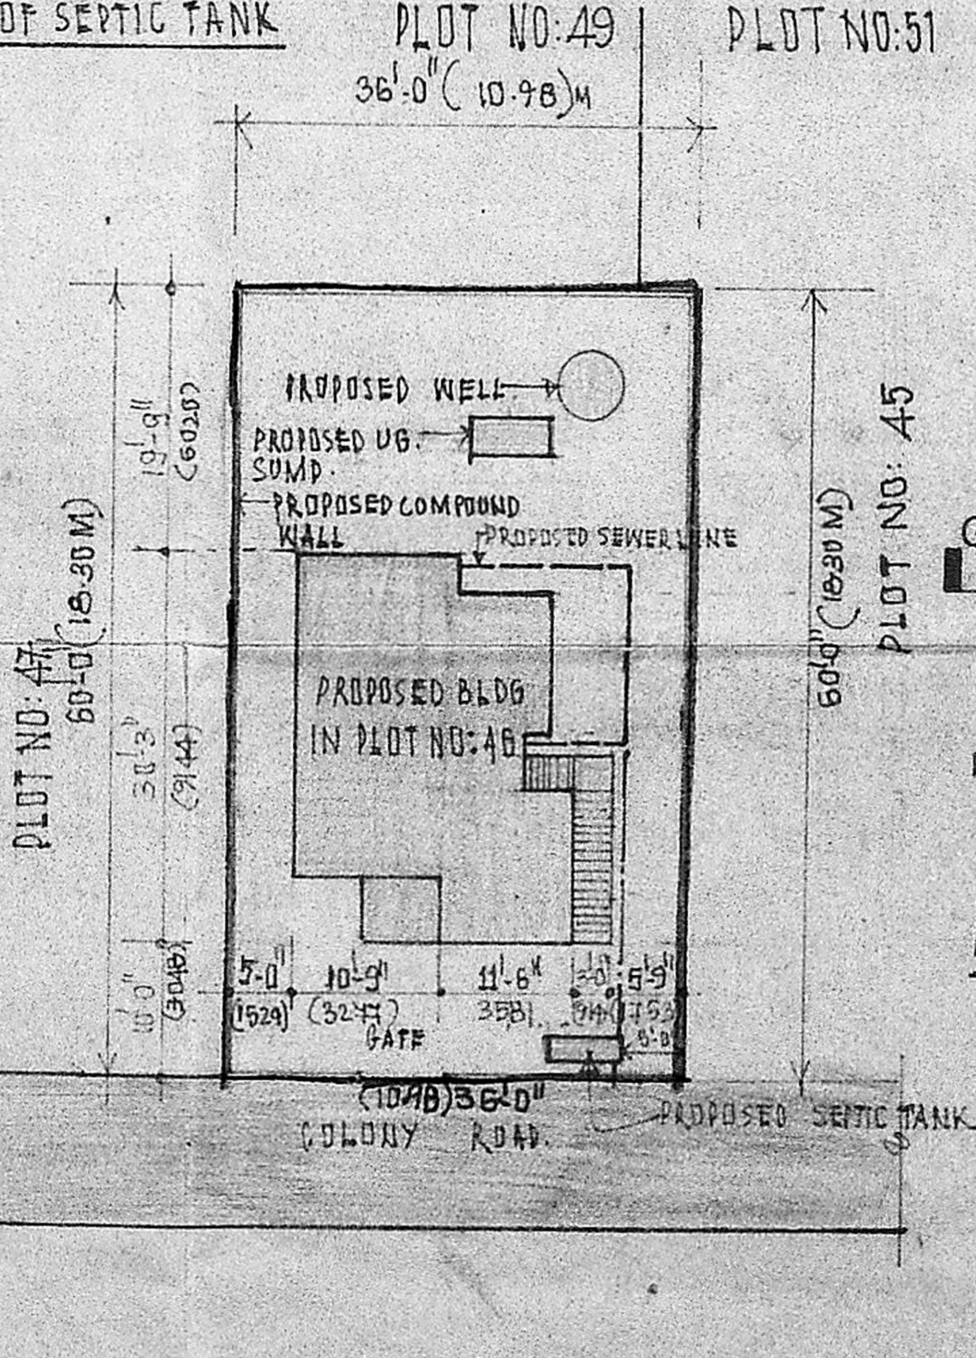 OF SEPTIC TANK
PLOT NO:49
PLOT NO:51
36'-0"(10.98)M
PROPOSED WELL
PROPOSED UG.
SUMP.
PROPOSED COMPOUND
WALL
PROPOSED SEWER LINE
19'-9"
(6020)
60'-0"(18.30 M)
PLOT NO: 47
30'-3"
(9144)
10'-0"
(3048)
60'-0"(18.30 M)
PLOT NO: 45
PROPOSED BLDG
IN PLOT NO:46
5'-0" 10'-9" 11'-6" 5'-9"
(1529) (3277) 3581 1753
GATE
(10.98)36'-0"
COLONY ROAD.
PROPOSED SEPTIC TANK